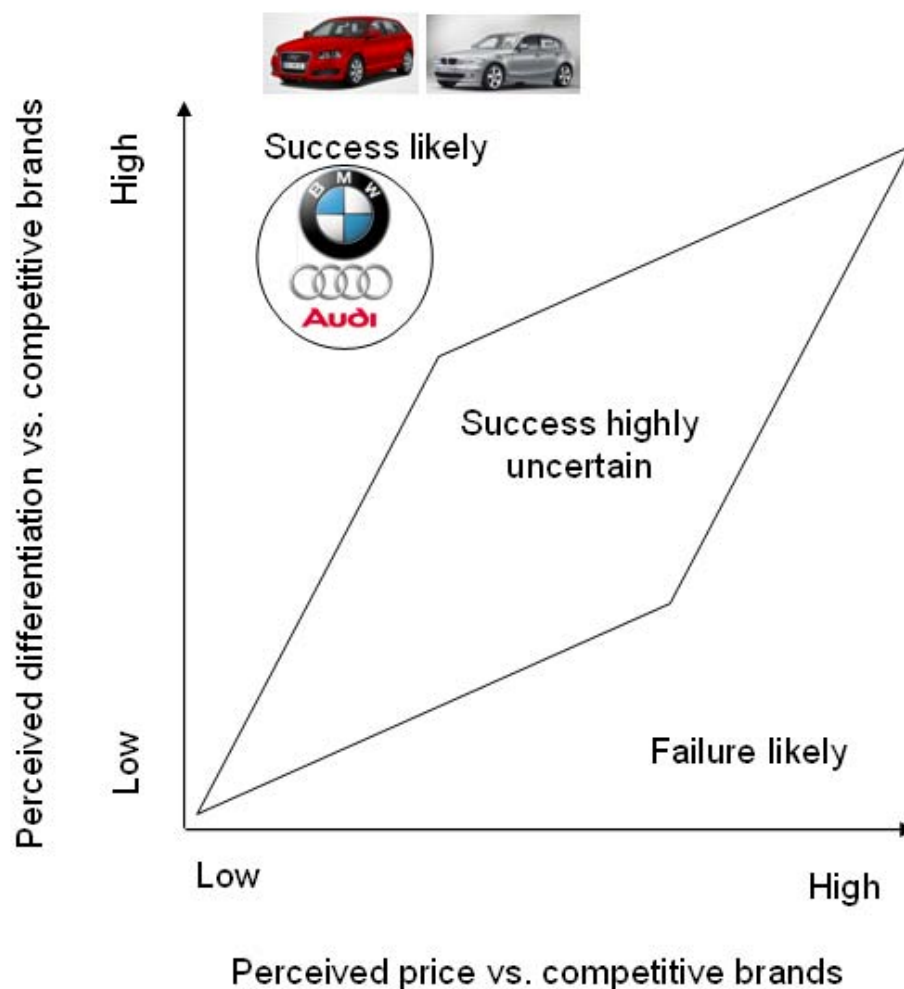 Success likely
BMW
Audi
Success highly
uncertain
Failure likely
High
Low
Perceived differentiation vs. competitive brands
Low
High
Perceived price vs. competitive brands